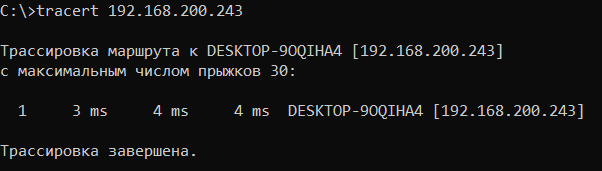 C:\>tracert 192.168.200.243
Трассировка маршрута к DESKTOP-9OQIHA4 [192.168.200.243]
с максимальным числом прыжков 30:
1 3 ms 4 ms 4 ms DESKTOP-9OQIHA4 [192.168.200.243]
Трассировка завершена.